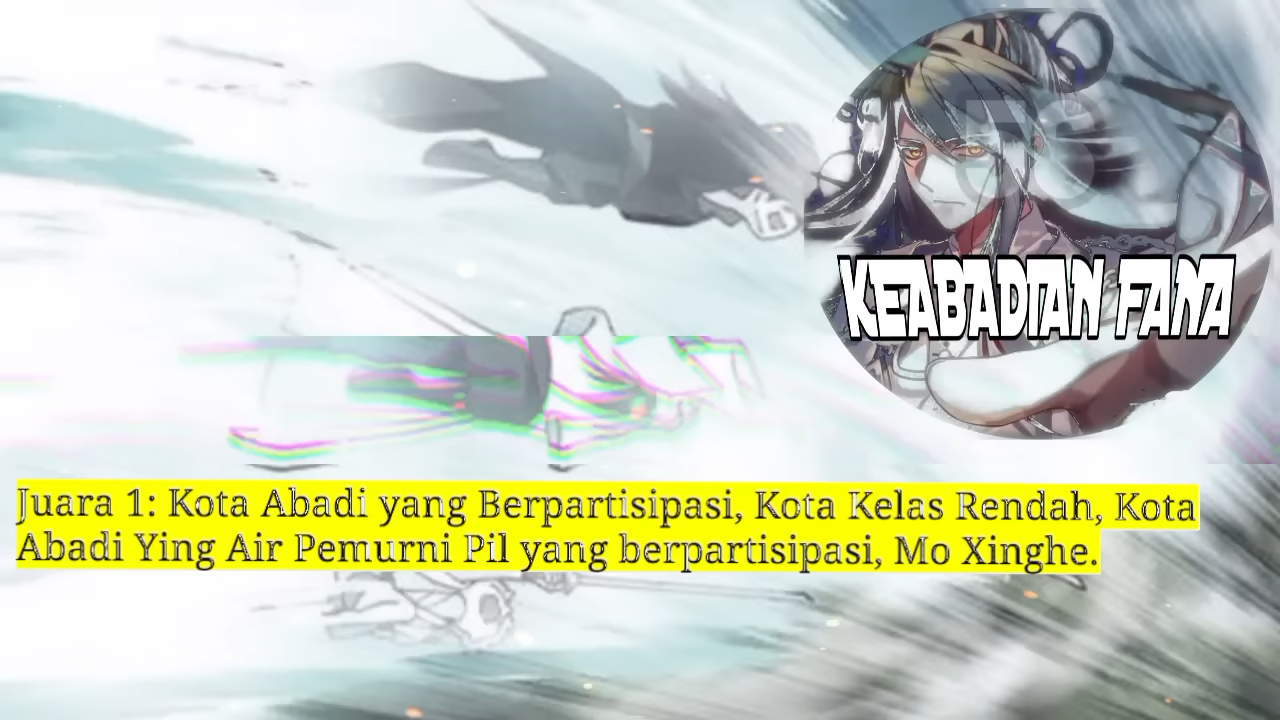 KEABADIAN FANA
Juara 1: Kota Abadi yang Berpartisipasi, Kota Kelas Rendah, Kota
Abadi Ying Air Pemurni Pil yang berpartisipasi, Mo Xinghe.